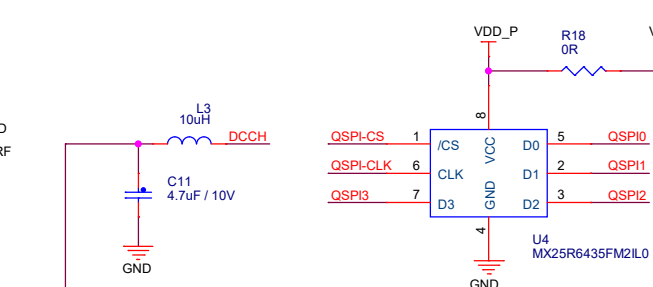 VDD_P
R18
0R
L3
10uH
DCCH
RF
C11
4.7uF / 10V
GND
8
VCC
QSPI-CS 1 /CS D0 5 QSPI0
QSPI-CLK 6 CLK D1 2 QSPI1
QSPI3 7 D3 GND D2 3 QSPI2
4
U4
MX25R6435FM2IL0
GND